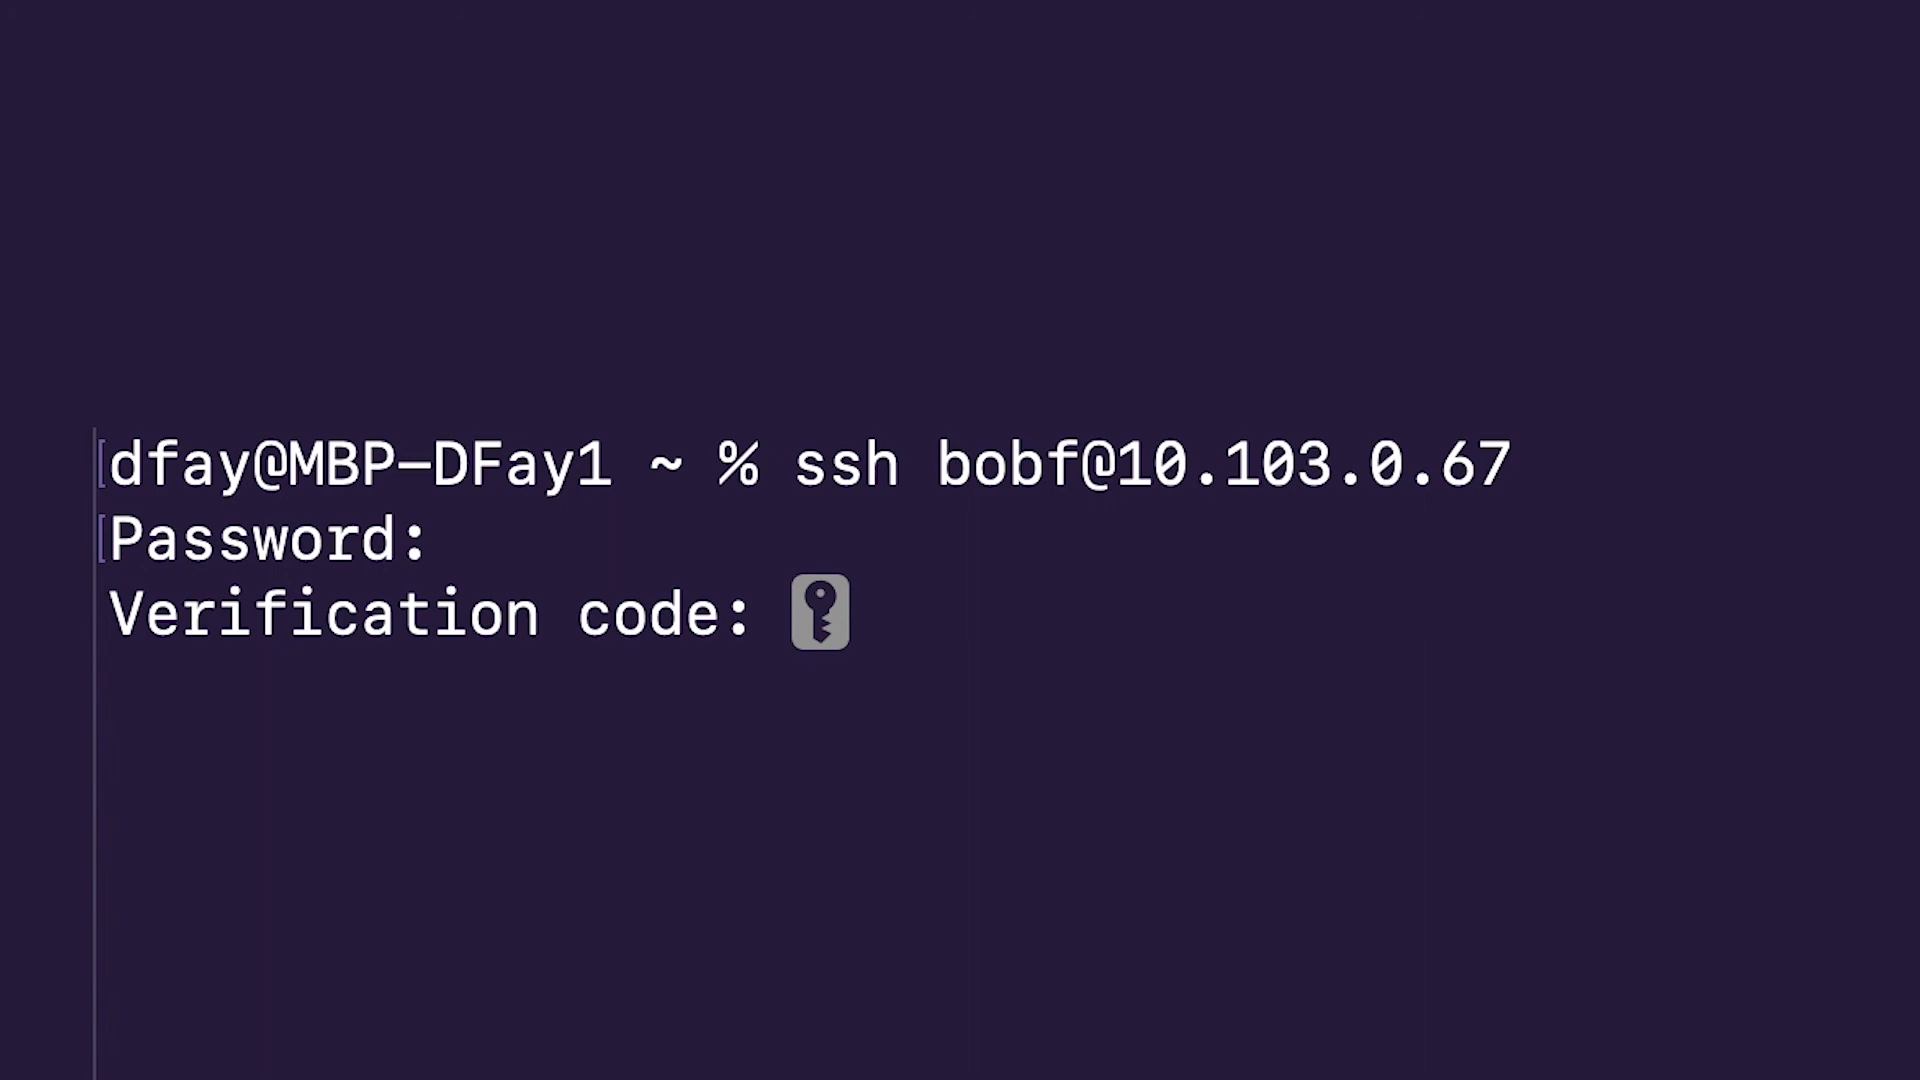 dfay@MBP-DFay1 ~ % ssh bobf@10.103.0.67
Password:
Verification code: